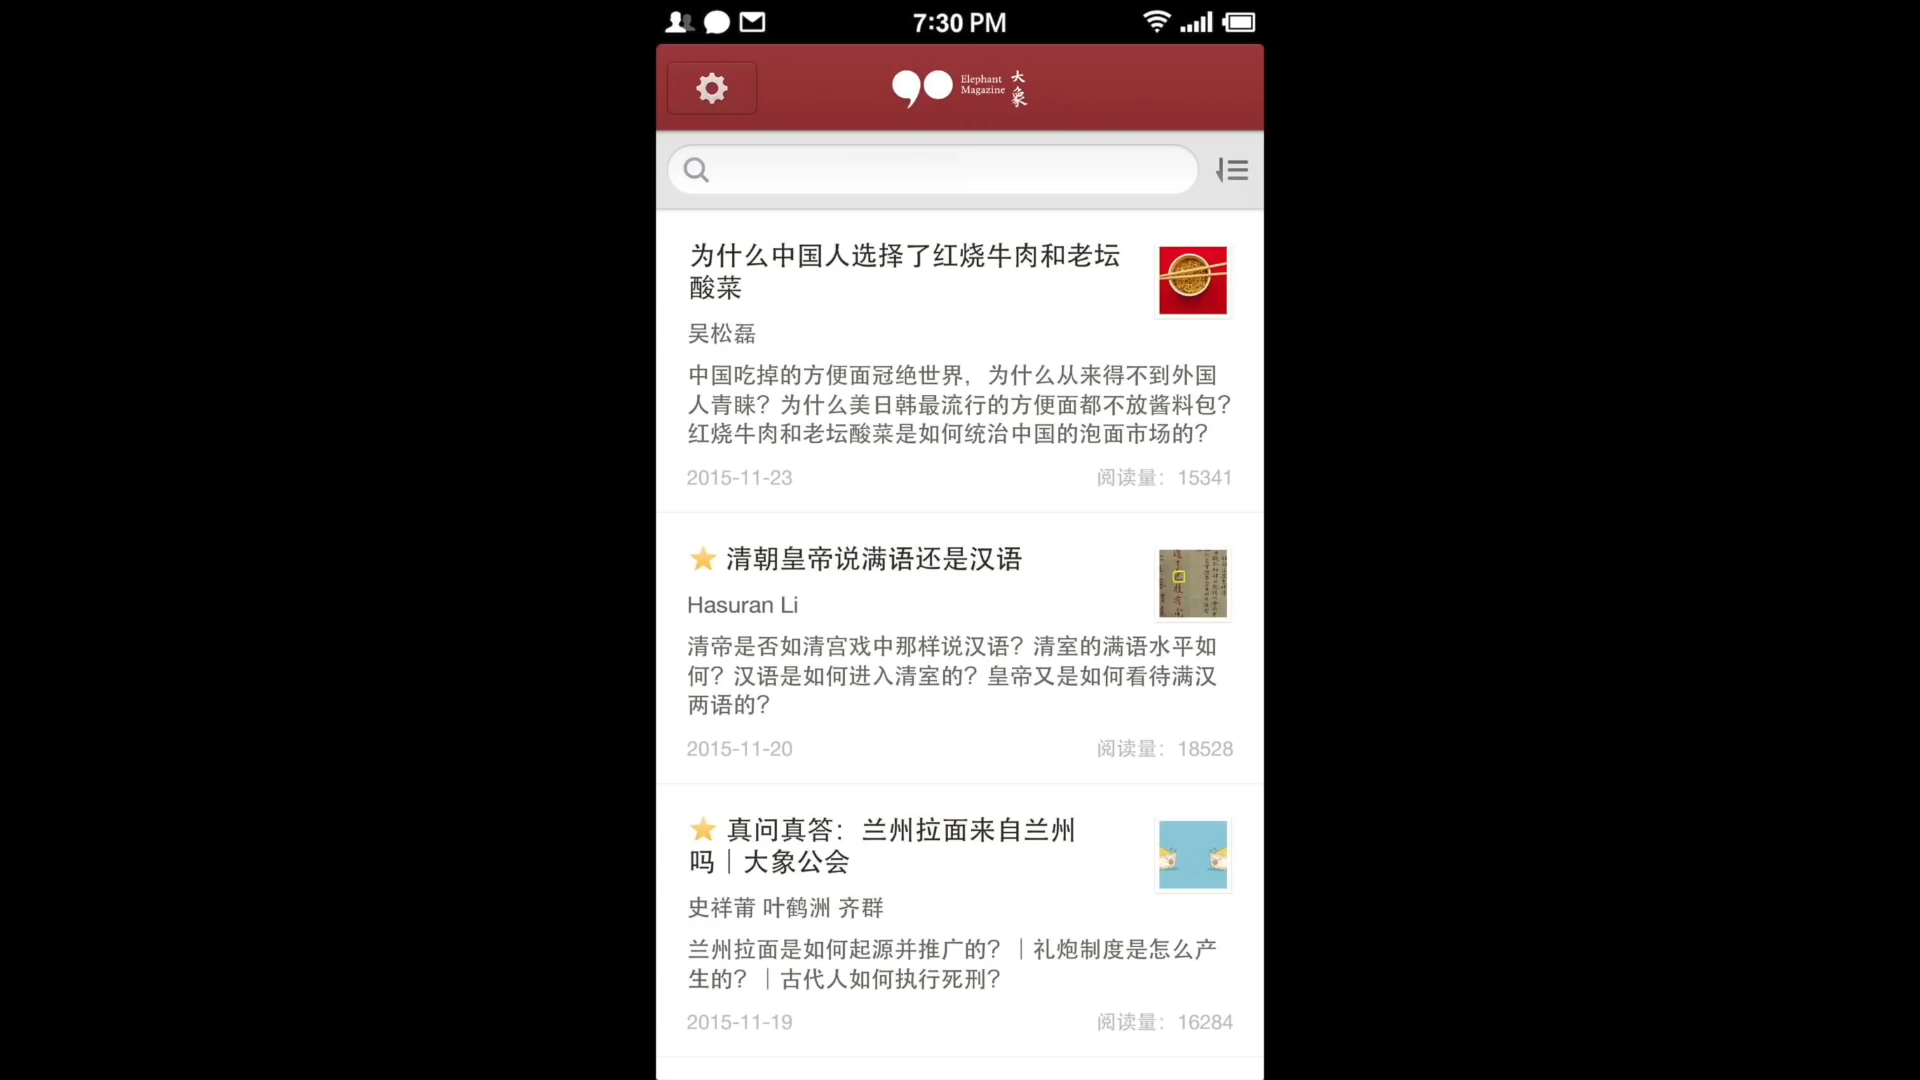 7:30 PM
Elephant
Magazine
大象
为什么中国人选择了红烧牛肉和老坛
酸菜
吴松磊
中国吃掉的方便面冠绝世界，为什么从来得不到外国
人青睐？为什么美日韩最流行的方便面都不放酱料包？
红烧牛肉和老坛酸菜是如何统治中国的泡面市场的？
2015-11-23
阅读量：15341
清朝皇帝说满语还是汉语
Hasuran Li
清帝是否如清宫戏中那样说汉语？清室的满语水平如
何？汉语是如何进入清室的？皇帝又是如何看待满汉
两语的？
2015-11-20
阅读量：18528
真问真答：兰州拉面来自兰州
吗｜大象公会
史祥莆 叶鹤洲 齐群
兰州拉面是如何起源并推广的？｜礼炮制度是怎么产
生的？｜古代人如何执行死刑？
2015-11-19
阅读量：16284